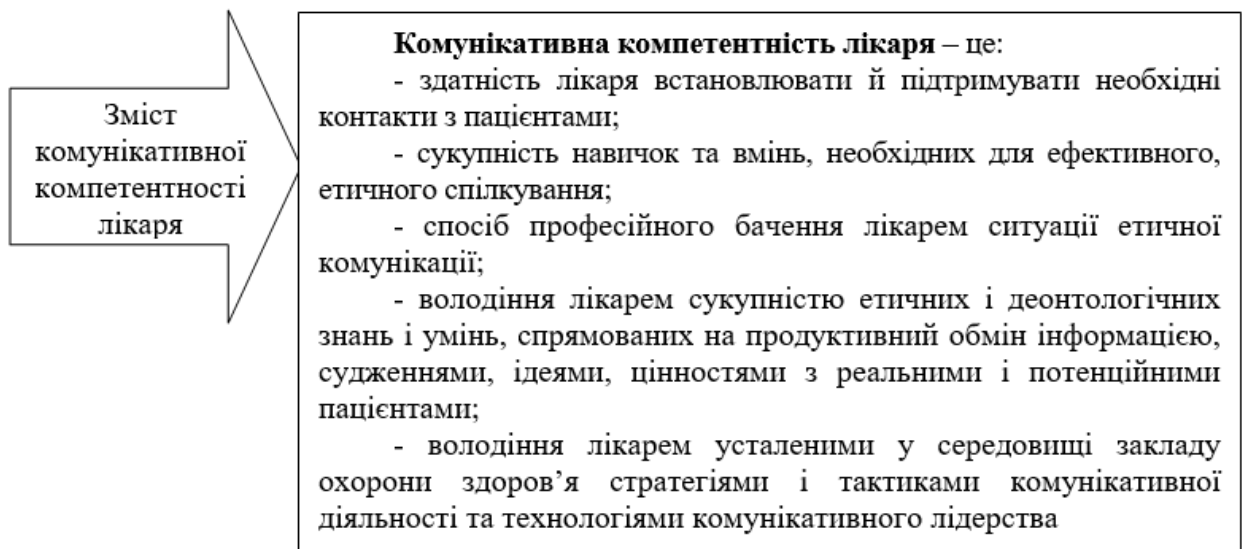 Зміст
комунікативної
компетентності
лікаря
Комунікативна компетентність лікаря – це:
- здатність лікаря встановлювати й підтримувати необхідні
контакти з пацієнтами;
- сукупність навичок та вмінь, необхідних для ефективного,
етичного спілкування;
- спосіб професійного бачення лікарем ситуації етичної
комунікації;
- володіння лікарем сукупністю етичних і деонтологічних
знань і умінь, спрямованих на продуктивний обмін інформацією,
судженнями, ідеями, цінностями з реальними і потенційними
пацієнтами;
- володіння лікарем усталеними у середовищі закладу
охорони здоров’я стратегіями і тактиками комунікативної
діяльності та технологіями комунікативного лідерства